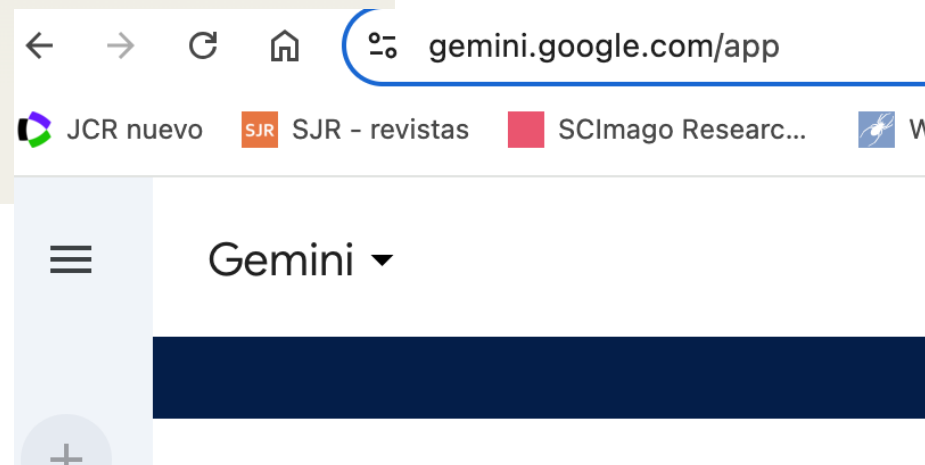 gemini.google.com/app
JCR nuevo SJR SJR - revistas SCImago Researc... W
Gemini